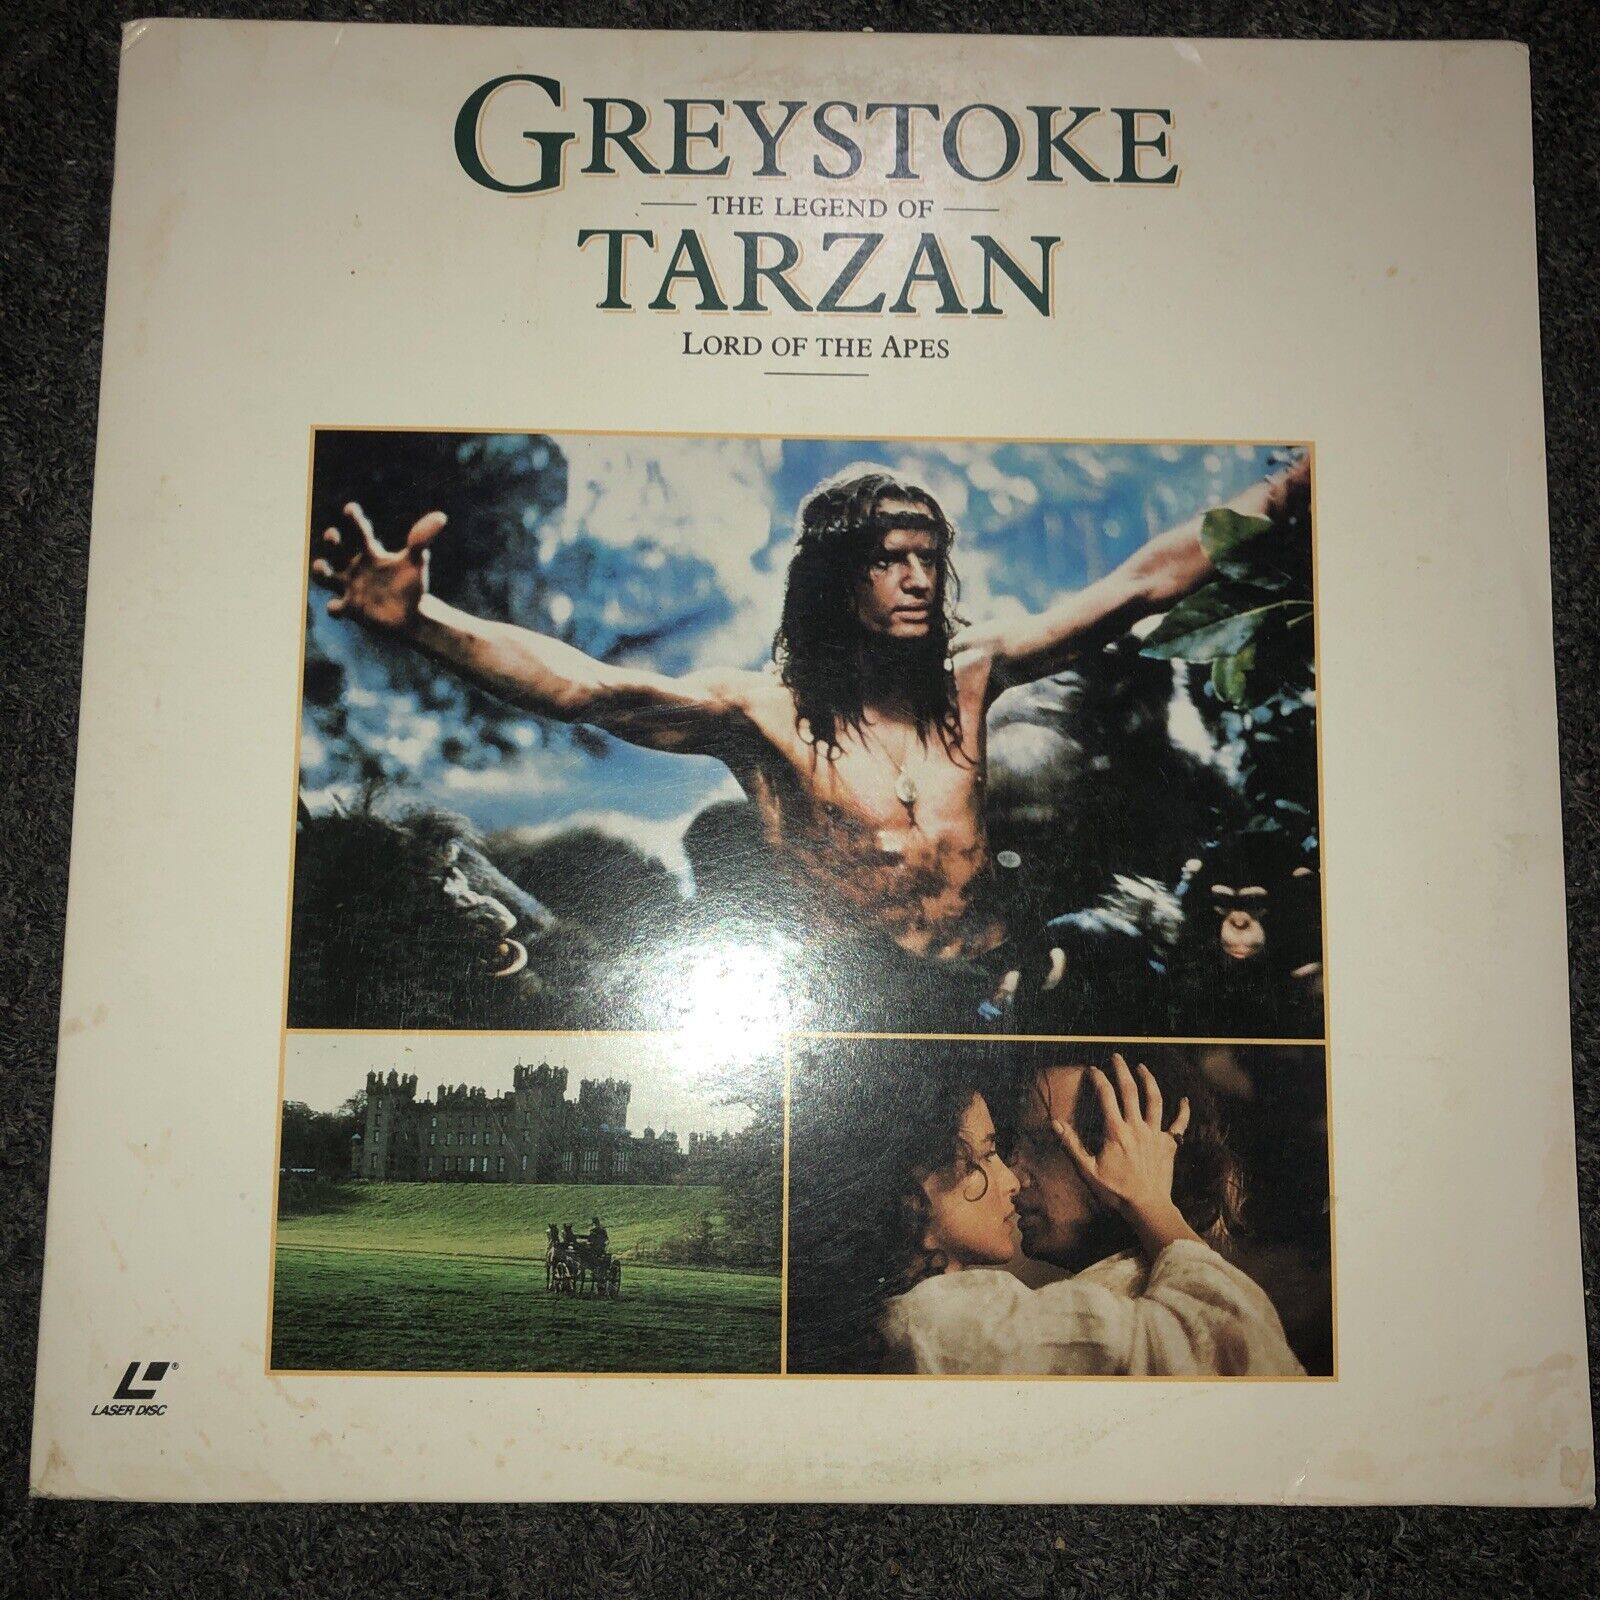 GREYSTOKE
THE LEGEND OF
TARZAN
LORD OF THE APES
®
LASER DISC